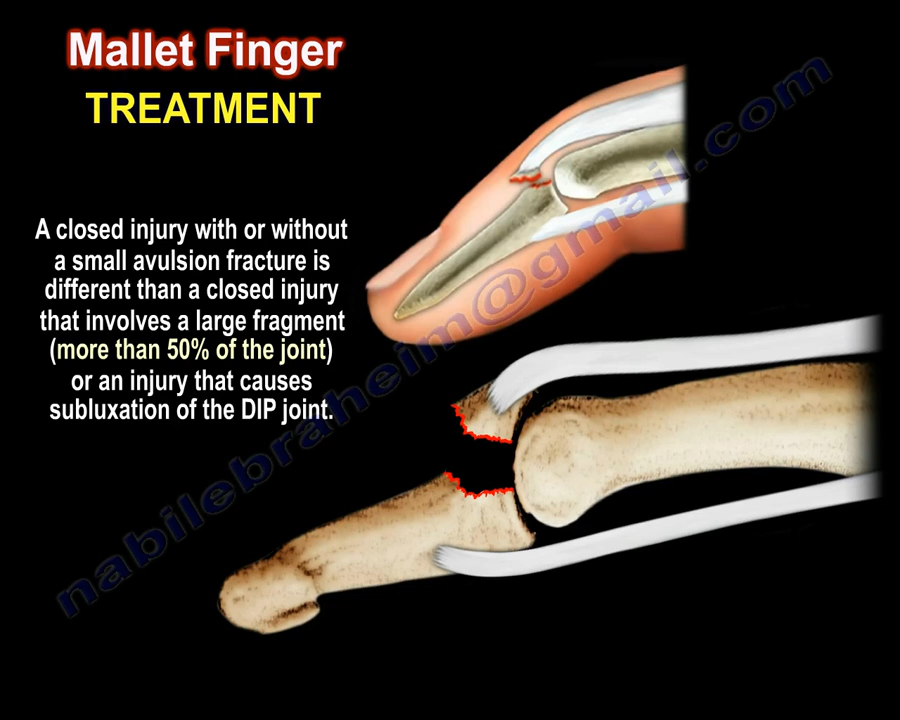 Mallet Finger
TREATMENT
A closed injury with or without
a small avulsion fracture is
different than a closed injury
that involves a large fragment
(more than 50% of the joint)
or an injury that causes
subluxation of the DIP joint.
nabilebraheim@gmail.com